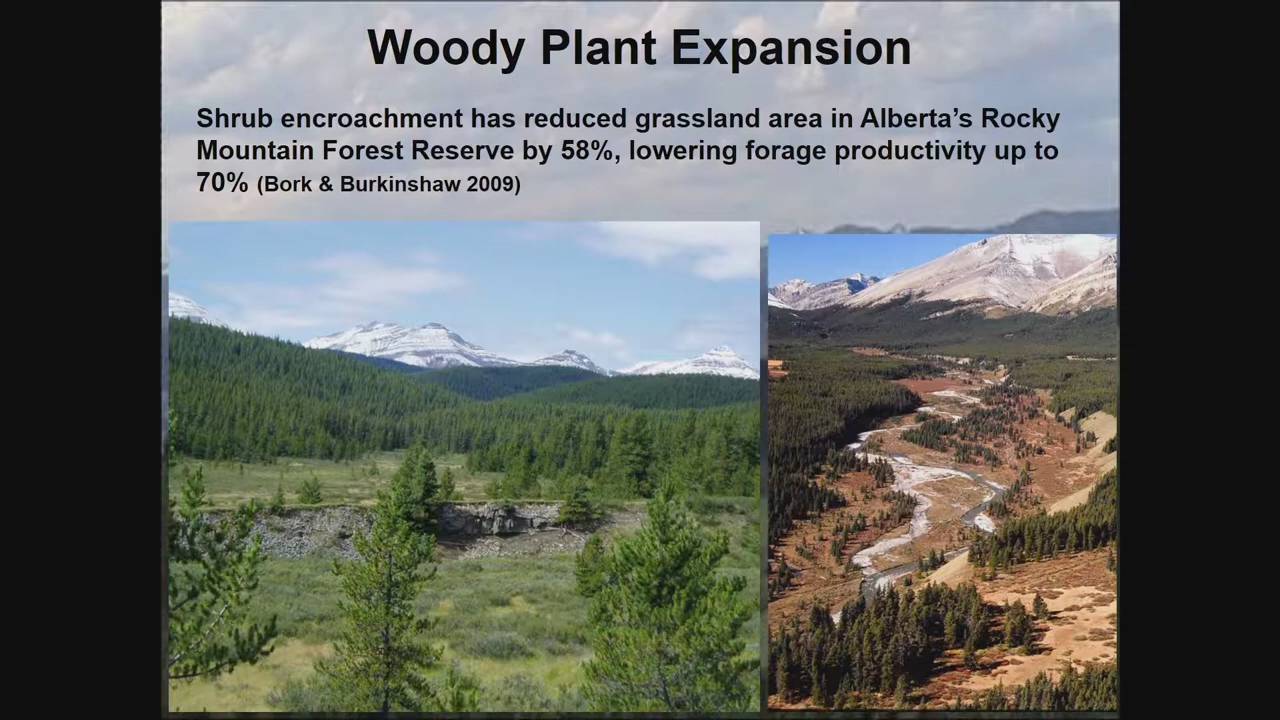 Woody Plant Expansion
Shrub encroachment has reduced grassland area in Alberta’s Rocky
Mountain Forest Reserve by 58%, lowering forage productivity up to
70% (Bork & Burkinshaw 2009)